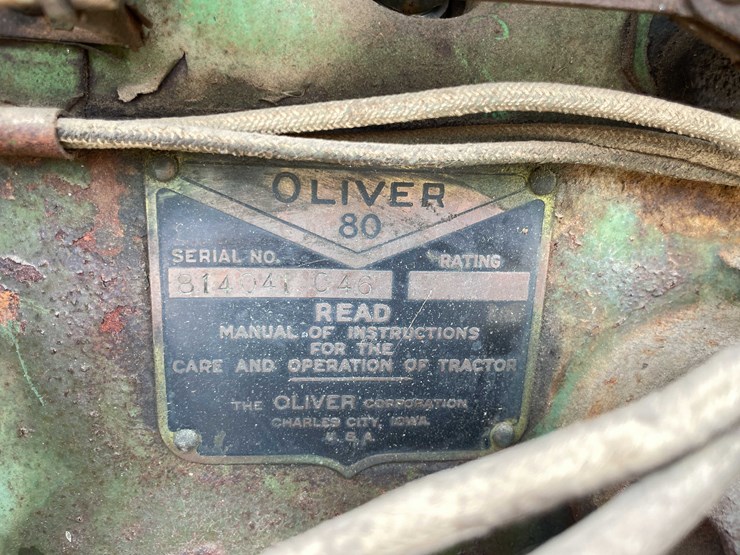 OLIVER
80
SERIAL NO. RATING
C46
READ
MANUAL OF INSTRUCTIONS
FOR THE
CARE AND OPERATION OF TRACTOR
THE OLIVER CORPORATION
CHARLES CITY, IOWA
U.S.A.